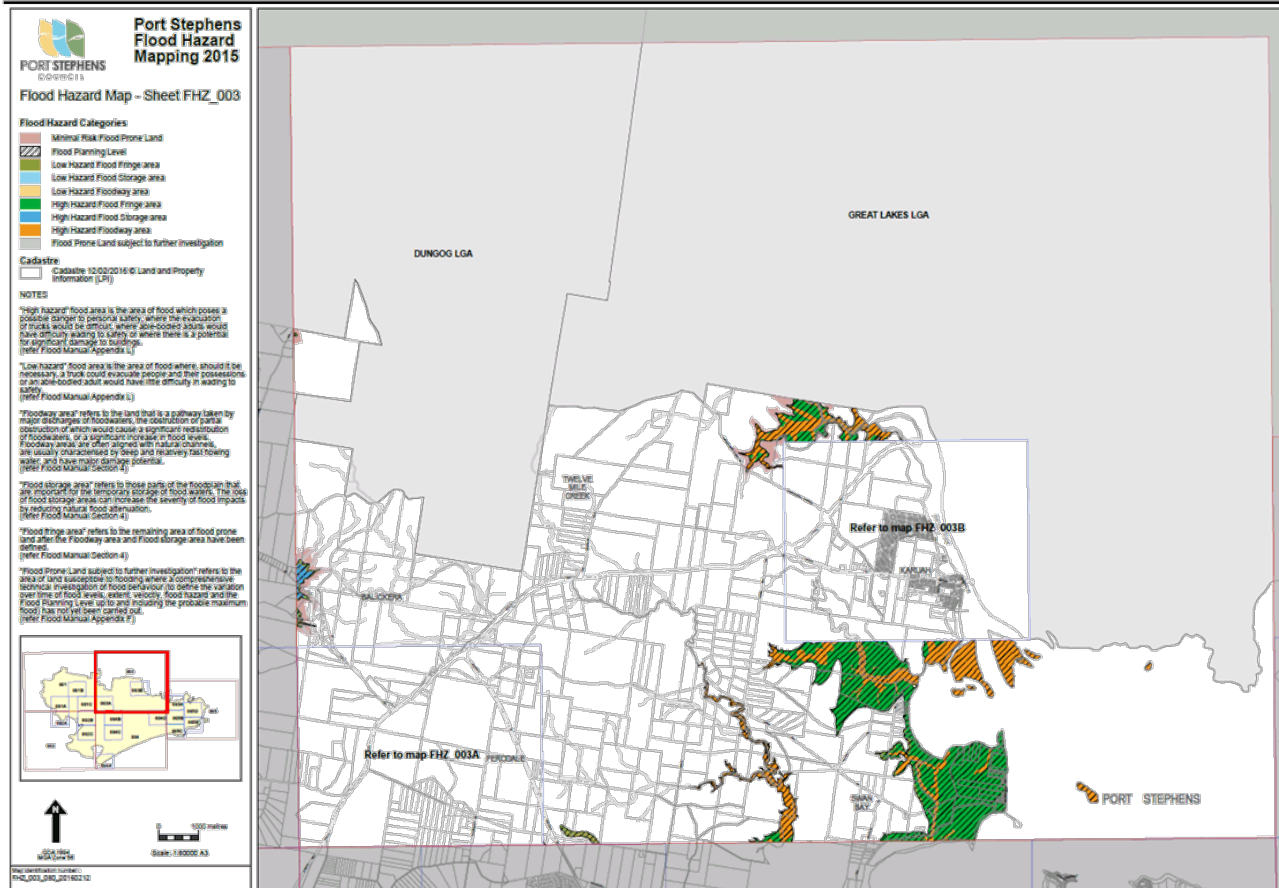 PORT STEPHENS
COUNCIL
Port Stephens
Flood Hazard
Mapping 2015
Flood Hazard Map - Sheet FHZ_003
Flood Hazard Categories
Minimal Risk Flood Prone Land
Flood Planning Level
Low Hazard Flood Fringe area
Low Hazard Flood Storage area
Low Hazard Floodway area
High Hazard Flood Fringe area
High Hazard Flood Storage area
High Hazard Floodway area
Flood Prone Land subject to further investigation
Cadastre
Cadastre 12/02/2016 © Land and Property
Information (LPI)
NOTES
"High hazard" flood area is the area of flood which poses a
possible danger to personal safety, where the evacuation
of trucks would be difficult, where able-bodied adults would
have difficulty wading to safety or where there is a potential
for significant damage to buildings.
(refer Flood Manual Appendix L)
"Low hazard" flood area is the area of flood where, should it be
necessary, a truck could evacuate people and their possessions
or an able-bodied adult would have little difficulty in wading to
safety.
(refer Flood Manual Appendix L)
"Floodway area" refers to the land that is a pathway taken by
major discharges of floodwaters, the obstruction or partial
obstruction of which would cause a significant redistribution
of floodwaters, or a significant increase in flood levels.
Floodway areas are often aligned with natural channels,
are usually characterised by deep and relatively fast flowing
water, and have major damage potential.
(refer Flood Manual Section 4)
"Flood storage area" refers to those parts of the floodplain that
are important for the temporary storage of flood waters. The loss
of flood storage areas can increase the severity of flood impacts
by reducing natural flood attenuation.
(refer Flood Manual Section 4)
"Flood fringe area" refers to the remaining area of flood prone
land after the Floodway area and Flood storage area have been
defined.
(refer Flood Manual Section 4)
"Flood Prone Land subject to further investigation" refers to the
area of land susceptible to flooding where a comprehensive
technical investigation of flood behaviour (to define the variation
over time of flood levels, extent, velocity, flood hazard and the
Flood Planning Level up to and including the probable maximum
flood) has not yet been carried out.
(refer Flood Manual Appendix F)
N
GDA 1994
MGA Zone 56
0 1000 metres
Scale: 1:60000 A3
Map identification number:
FHZ_003_080_20160212
DUNGOG LGA
GREAT LAKES LGA
TWELVE
MILE
CREEK
Refer to map FHZ_003B
KARUAH
BALICKERA
Refer to map FHZ_003A
FERODALE
SWAN
BAY
PORT STEPHENS